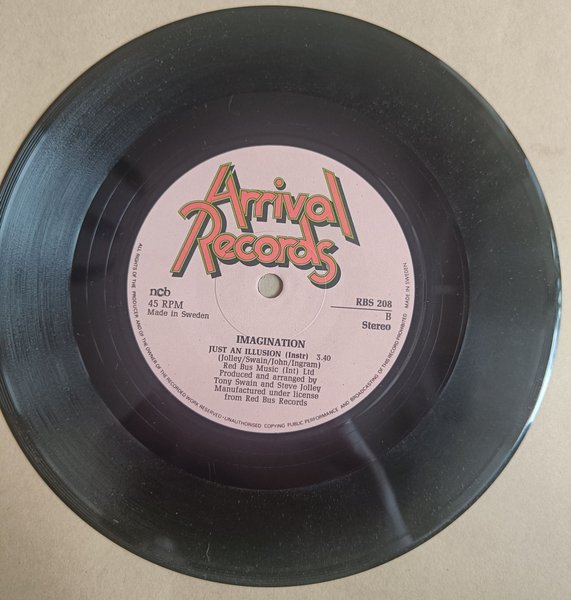 Arrival
Records
ncb
45 RPM
Made in Sweden
RBS 208
B
Stereo
IMAGINATION
JUST AN ILLUSION (Instr) 3.40
(Jolley/Swain/John/Ingram)
Red Bus Music (Int) Ltd
Produced and arranged by
Tony Swain and Steve Jolley
Manufactured under license
from Red Bus Records
ALL RIGHTS OF THE PRODUCER AND OF THE OWNER OF THE RECORDED WORK RESERVED • UNAUTHORISED COPYING PUBLIC PERFORMANCE AND BROADCASTING OF THIS RECORD PROHIBITED MADE IN SWEDEN